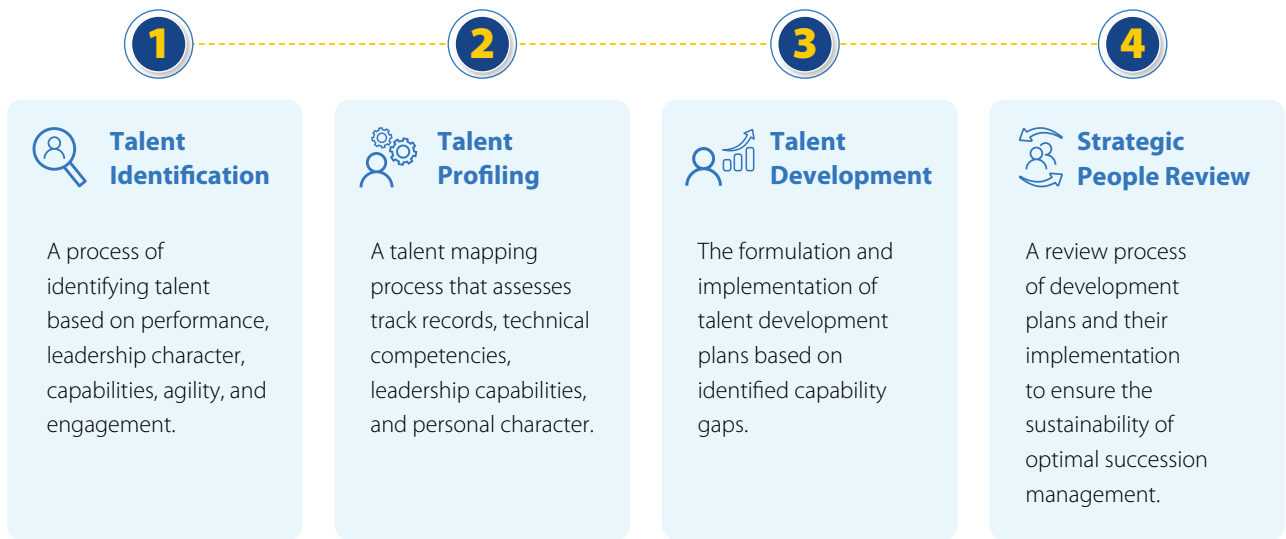 1
2
3
4
Talent
Identification
A process of
identifying talent
based on performance,
leadership character,
capabilities, agility, and
engagement.
Talent
Profiling
A talent mapping
process that assesses
track records, technical
competencies,
leadership capabilities,
and personal character.
Talent
Development
The formulation and
implementation of
talent development
plans based on
identified capability
gaps.
Strategic
People Review
A review process
of development
plans and their
implementation
to ensure the
sustainability of
optimal succession
management.